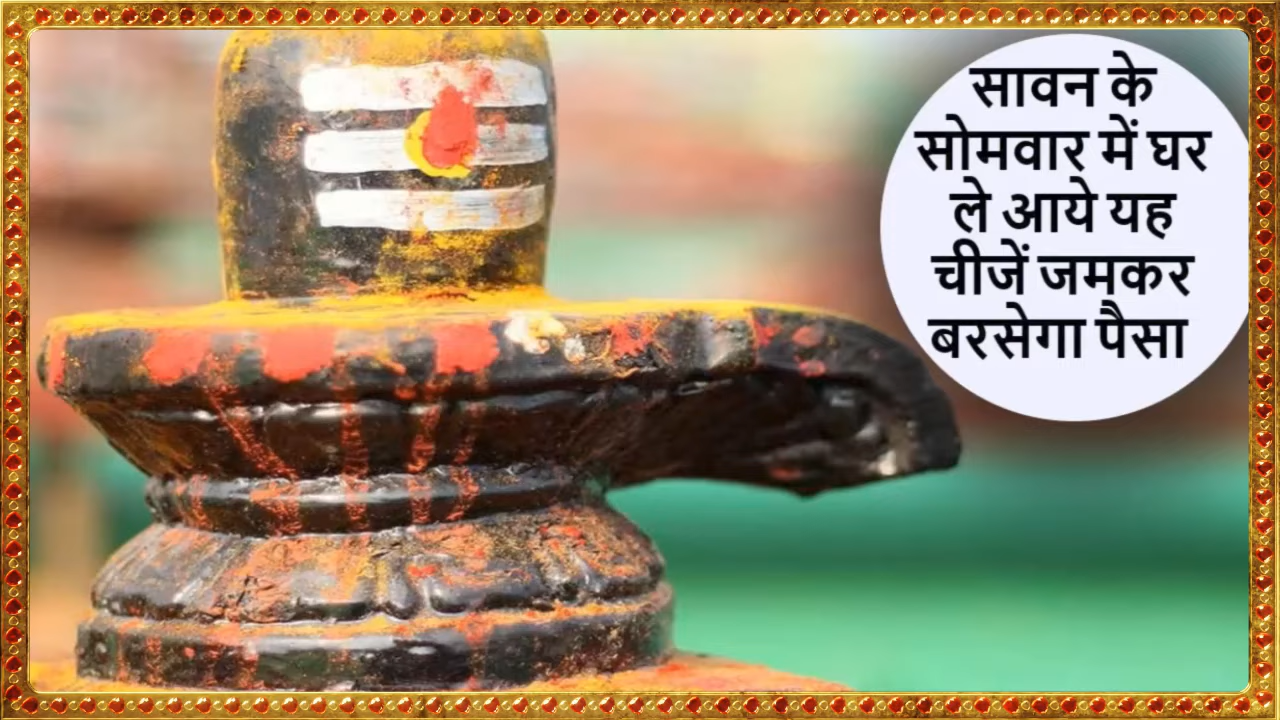 सावन के
सोमवार में घर
ले आये यह
चीजें जमकर
बरसेगा पैसा